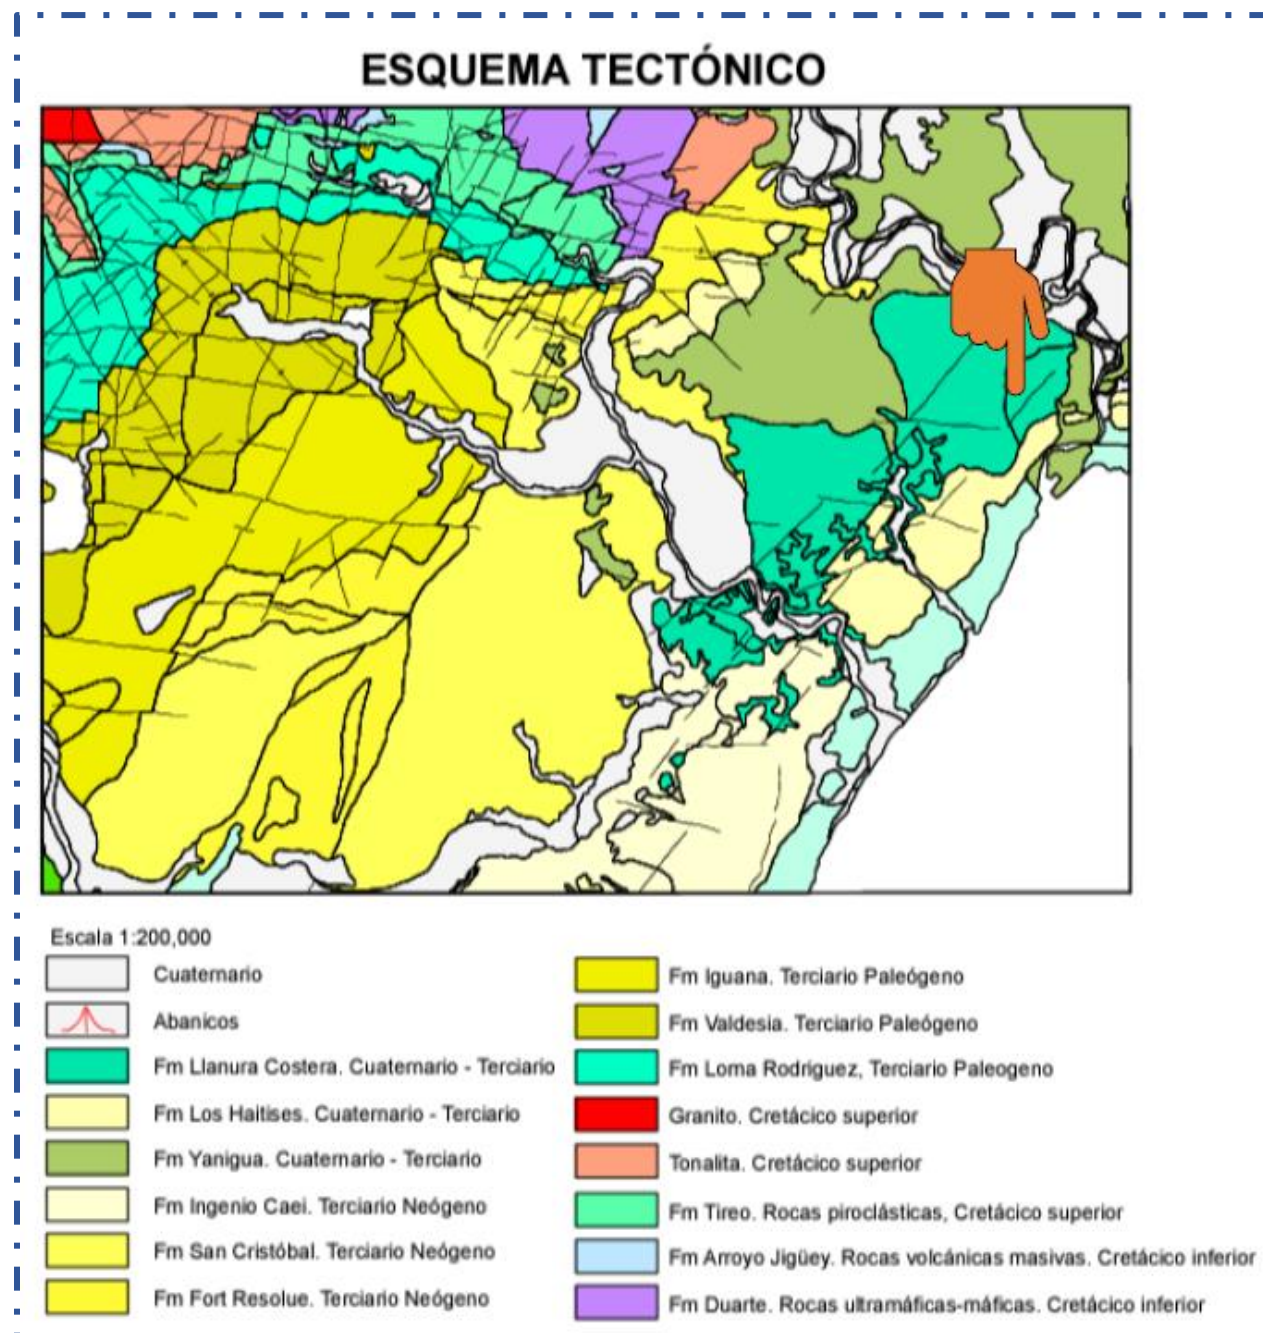 ESQUEMA TECTÓNICO
Escala 1:200,000
Cuaternario
Abanicos
Fm Llanura Costera. Cuaternario - Terciario
Fm Los Haitises. Cuaternario - Terciario
Fm Yanigua. Cuaternario - Terciario
Fm Ingenio Caei. Terciario Neógeno
Fm San Cristóbal. Terciario Neógeno
Fm Fort Resolue. Terciario Neógeno
Fm Iguana. Terciario Paleógeno
Fm Valdesia. Terciario Paleógeno
Fm Loma Rodríguez, Terciario Paleogeno
Granito. Cretácico superior
Tonalita. Cretácico superior
Fm Tireo. Rocas piroclásticas, Cretácico superior
Fm Arroyo Jigüey. Rocas volcánicas masivas. Cretácico inferior
Fm Duarte. Rocas ultramáficas-máficas. Cretácico inferior